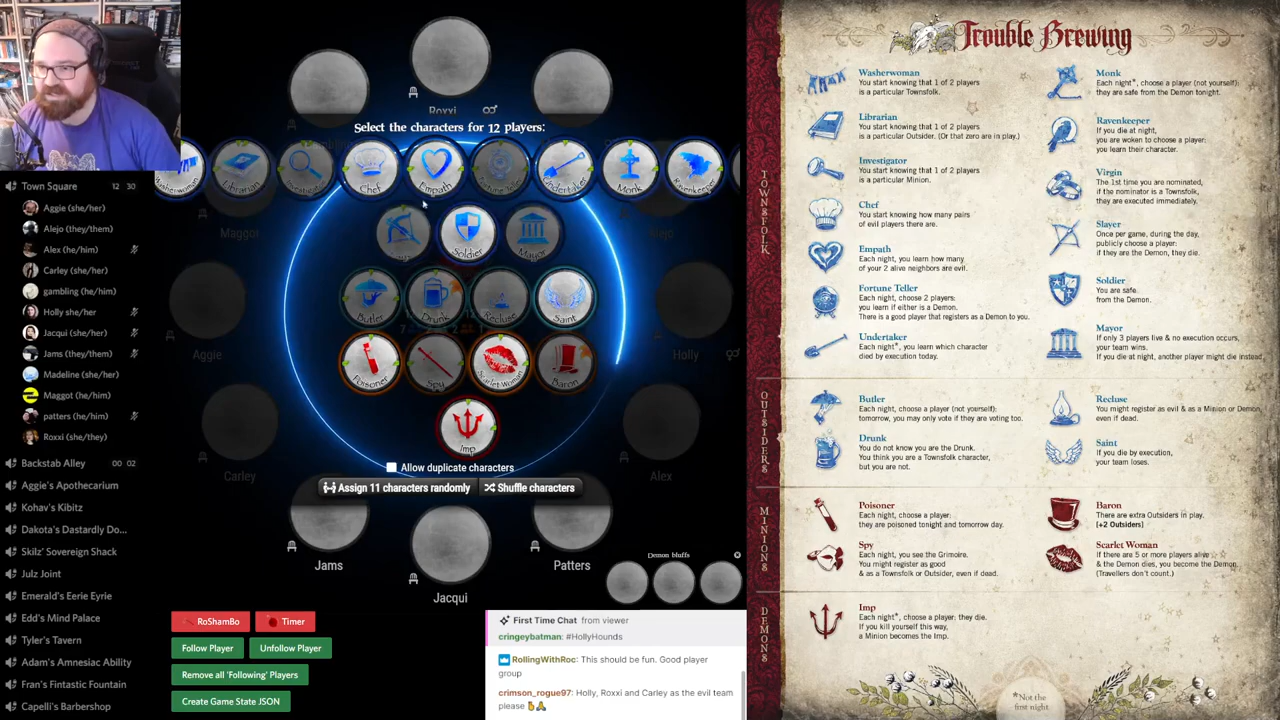 Town Square
12 30
Aggie (she/her)
Alejo (they/them)
Alex (he/him)
Carley (she/her)
gambling (he/him)
Holly she/her
Jacqui (she/her)
Jams (they/them)
Madeline (she/her)
Maggot (he/him)
patters (he/him)
Roxxi (she/they)
Backstab Alley
00 02
Aggie's Apothecarium
Kohav's Kibitz
Dakota's Dastardly Do...
Skilz' Sovereign Shack
Julz Joint
Emerald's Eerie Eyrie
Edd's Mind Palace
Tyler's Tavern
Adam's Amnesiac Ability
Fran's Fintastic Fountain
Capelli's Barbershop
Roxxi
Select the characters for 12 players:
Librarian
Investigator
Chef
Empath
Fortune Teller
Undertaker
Monk
Ravenkeeper
Maggot
Alejo
Soldier
Mayor
Butler
Drunk
Recluse
Saint
Aggie
Holly
Poisoner
Spy
Scarlet Woman
Baron
Imp
Allow duplicate characters
Carley
Alex
Assign 11 characters randomly
Shuffle characters
Jams
Patters
Jacqui
Demon bluffs
RoShamBo
Timer
Follow Player
Unfollow Player
Remove all 'Following' Players
Create Game State JSON
First Time Chat from viewer
cringeybatman: #HollyHounds
RollingWithRoc: This should be fun. Good player
group
crimson_rogue97: Holly, Roxxi and Carley as the evil team
please
Trouble Brewing
TOWNSFOLK
Washerwoman
You start knowing that 1 of 2 players
is a particular Townsfolk.
Librarian
You start knowing that 1 of 2 players
is a particular Outsider. (Or that zero are in play.)
Investigator
You start knowing that 1 of 2 players
is a particular Minion.
Chef
You start knowing how many pairs
of evil players there are.
Empath
Each night, you learn how many
of your 2 alive neighbors are evil.
Fortune Teller
Each night, choose 2 players:
you learn if either is a Demon.
There is a good player that registers as a Demon to you.
Undertaker
Each night*, you learn which character
died by execution today.
Monk
Each night*, choose a player (not yourself):
they are safe from the Demon tonight.
Ravenkeeper
If you die at night,
you are woken to choose a player:
you learn their character.
Virgin
The 1st time you are nominated,
if the nominator is a Townsfolk,
they are executed immediately.
Slayer
Once per game, during the day,
publicly choose a player:
if they are the Demon, they die.
Soldier
You are safe
from the Demon.
Mayor
If only 3 players live & no execution occurs,
your team wins.
If you die at night, another player might die instead.
OUTSIDERS
Butler
Each night, choose a player (not yourself):
tomorrow, you may only vote if they are voting too.
Drunk
You do not know you are the Drunk.
You think you are a Townsfolk character,
but you are not.
Recluse
You might register as evil & as a Minion or Demon,
even if dead.
Saint
If you die by execution,
your team loses.
MINIONS
Poisoner
Each night, choose a player:
they are poisoned tonight and tomorrow day.
Spy
Each night, you see the Grimoire.
You might register as good
& as a Townsfolk or Outsider, even if dead.
Baron
There are extra Outsiders in play.
[+2 Outsiders]
Scarlet Woman
If there are 5 or more players alive
& the Demon dies, you become the Demon.
(Travellers don't count.)
DEMONS
Imp
Each night*, choose a player; they die.
If you kill yourself this way,
a Minion becomes the Imp.
*Not the
first night.